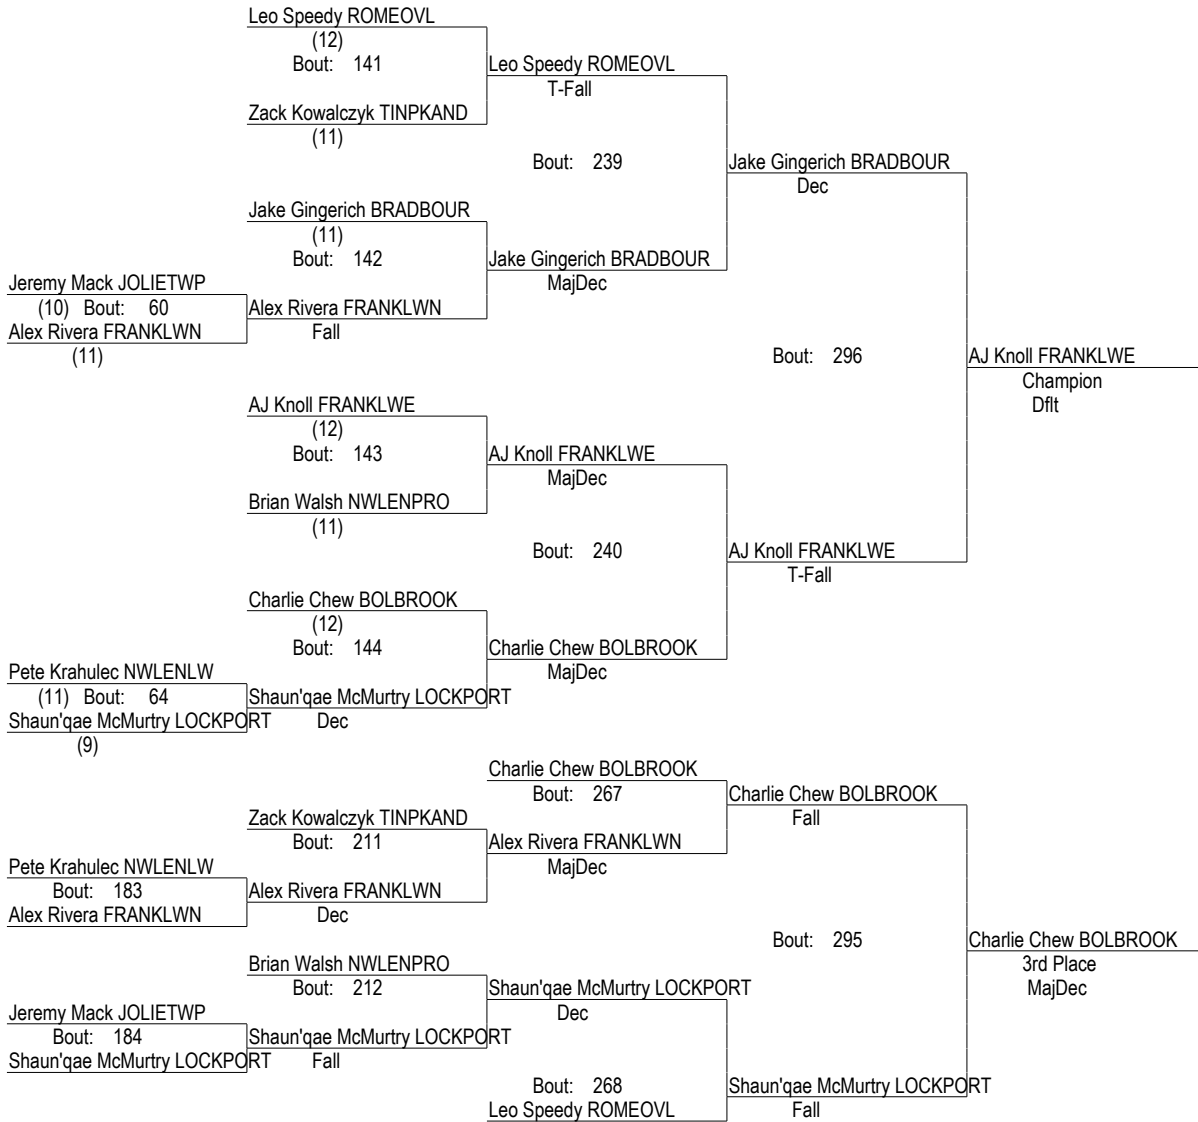 Leo Speedy ROMEOVL
(12)
Bout: 141
Leo Speedy ROMEOVL
T-Fall
Zack Kowalczyk TINPKAND
(11)
Bout: 239
Jake Gingerich BRADBOUR
Dec
Jake Gingerich BRADBOUR
(11)
Bout: 142
Jake Gingerich BRADBOUR
MajDec
Jeremy Mack JOLIETWP
(10) Bout: 60
Alex Rivera FRANKLWN
Fall
Alex Rivera FRANKLWN
(11)
Bout: 296
AJ Knoll FRANKLWE
Champion
Dflt
AJ Knoll FRANKLWE
(12)
Bout: 143
AJ Knoll FRANKLWE
MajDec
Brian Walsh NWLENPRO
(11)
Bout: 240
AJ Knoll FRANKLWE
T-Fall
Charlie Chew BOLBROOK
(12)
Bout: 144
Charlie Chew BOLBROOK
MajDec
Pete Krahulec NWLENLW
(11) Bout: 64
Shaun'qae McMurtry LOCKPORT
Dec
Shaun'qae McMurtry LOCKPORT
(9)
Charlie Chew BOLBROOK
Bout: 267
Charlie Chew BOLBROOK
Fall
Zack Kowalczyk TINPKAND
Bout: 211
Alex Rivera FRANKLWN
MajDec
Pete Krahulec NWLENLW
Bout: 183
Alex Rivera FRANKLWN
Dec
Alex Rivera FRANKLWN
Bout: 295
Charlie Chew BOLBROOK
3rd Place
MajDec
Brian Walsh NWLENPRO
Bout: 212
Shaun'qae McMurtry LOCKPORT
Dec
Jeremy Mack JOLIETWP
Bout: 184
Shaun'qae McMurtry LOCKPORT
Fall
Shaun'qae McMurtry LOCKPORT
Bout: 268
Shaun'qae McMurtry LOCKPORT
Fall
Leo Speedy ROMEOVL